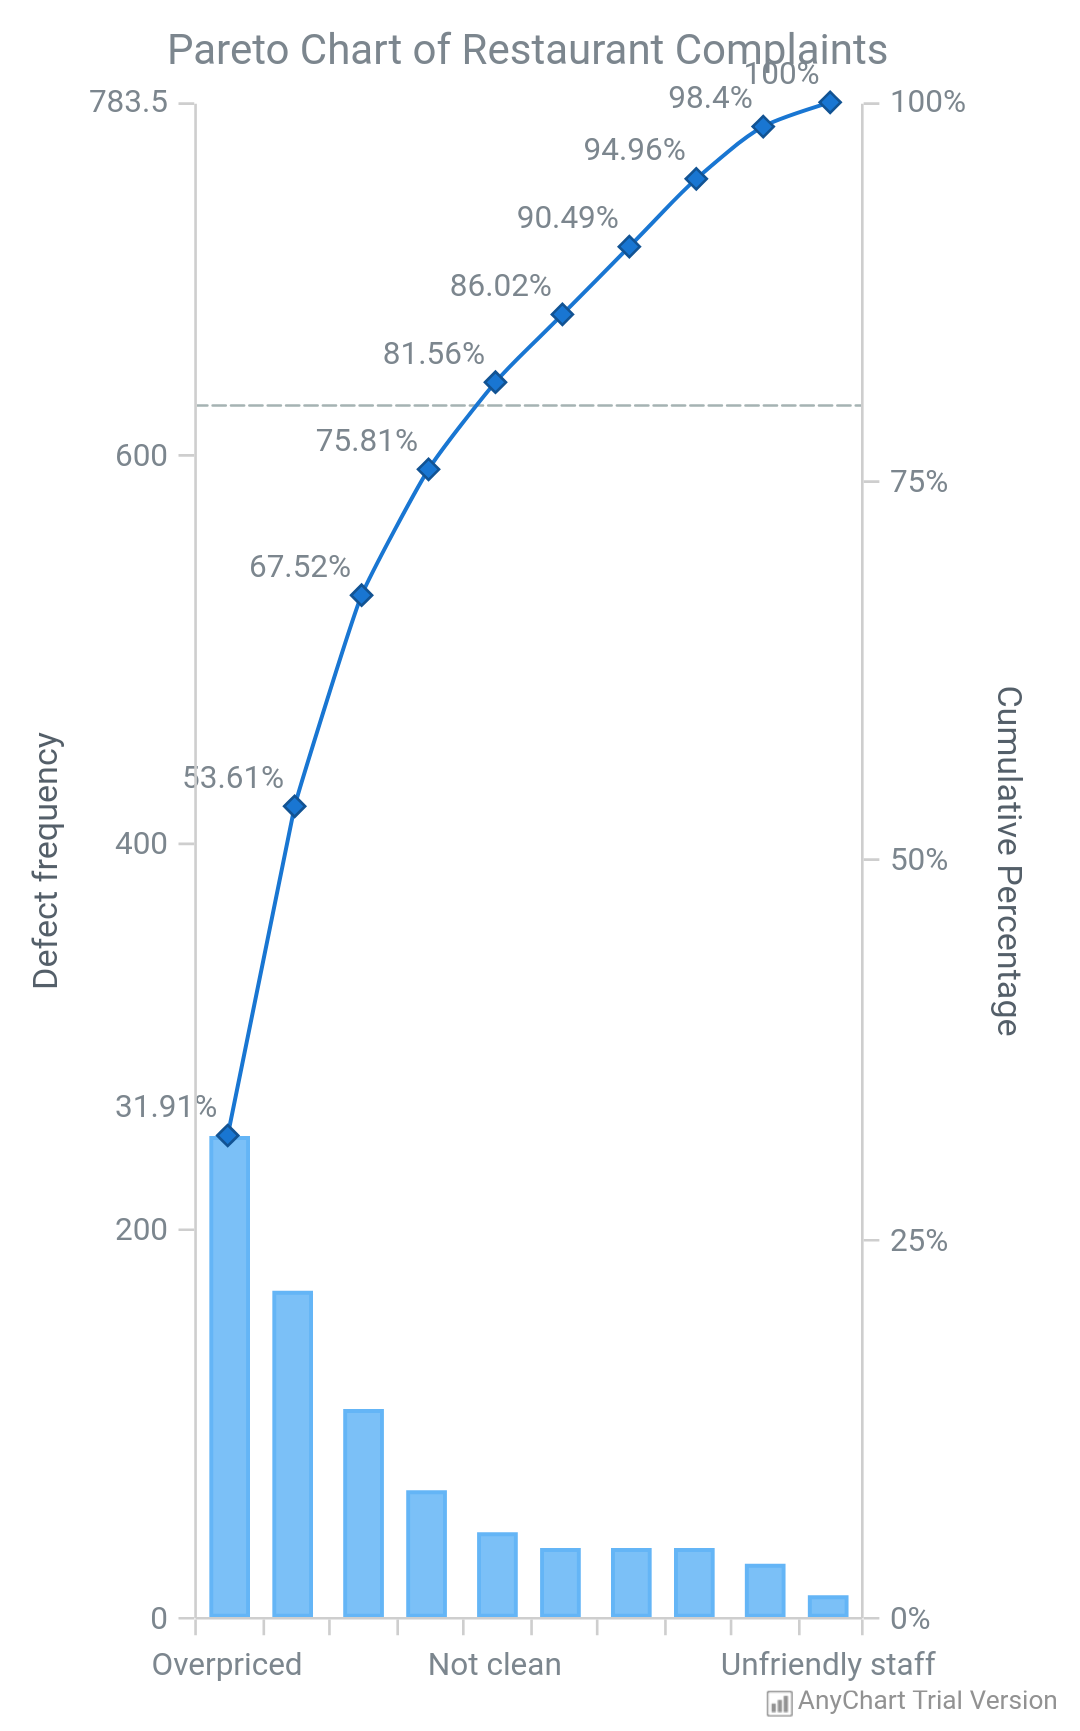 Pareto Chart of Restaurant Complaints
100%
98.4%
783.5
100%
94.96%
90.49%
86.02%
81.56%
75.81%
600
75%
67.52%
53.61%
400
50%
Defect frequency
Cumulative Percentage
31.91%
200
25%
0
0%
Overpriced
Not clean
Unfriendly staff
AnyChart Trial Version